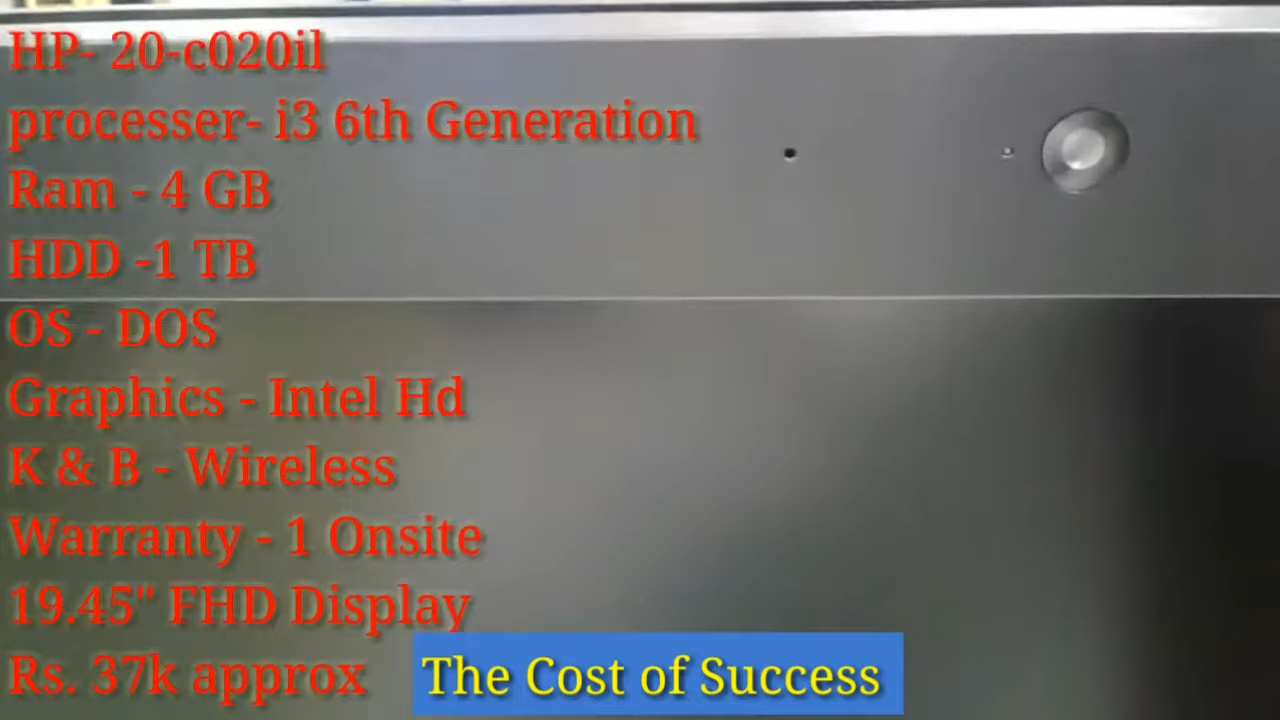 HP- 20-c020il
processer- i3 6th Generation
Ram - 4 GB
HDD -1 TB
OS - DOS
Graphics - Intel Hd
K & B - Wireless
Warranty - 1 Onsite
19.45" FHD Display
Rs. 37k approx
The Cost of Success